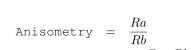 Anisometry = Ra / Rb